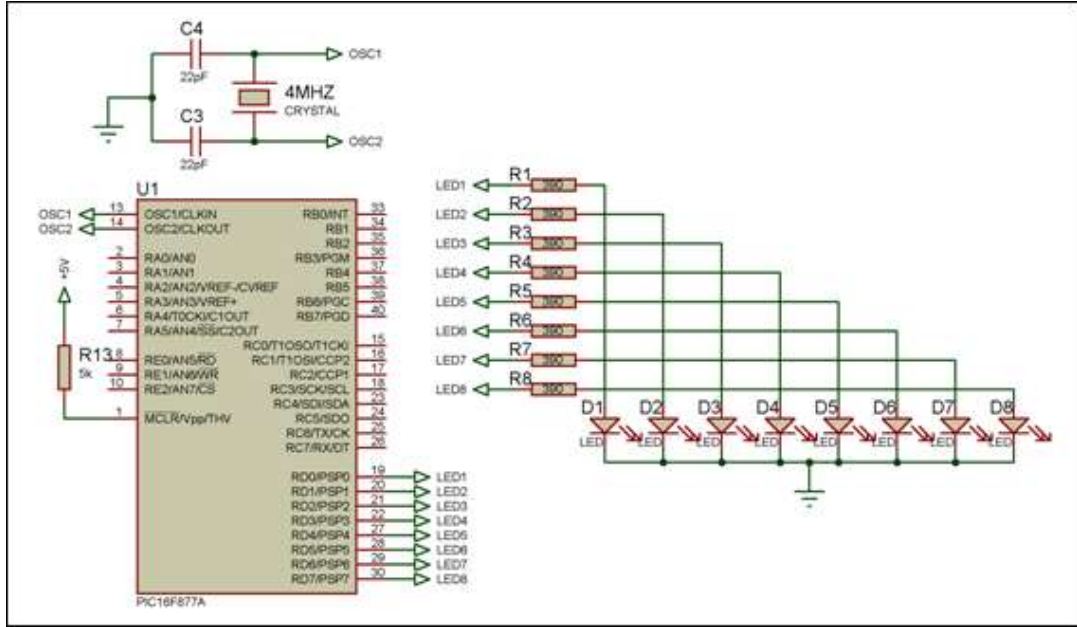 C4
22pF
OSC1
4MHZ
CRYSTAL
C3
22pF
OSC2
U1
OSC1 13 OSC1/CLKIN RB0/INT 33
OSC2 14 OSC2/CLKOUT RB1 34
RB2 35
2 RA0/AN0 RB3/PGM 36
3 RA1/AN1 RB4 37
4 RA2/AN2/VREF-/CVREF RB5 38
5 RA3/AN3/VREF+ RB6/PGC 39
6 RA4/T0CKI/C1OUT RB7/PGD 40
7 RA5/AN4/SS/C2OUT
RC0/T1OSO/T1CKI 15
8 RE0/AN5/RD RC1/T1OSI/CCP2 16
9 RE1/AN6/WR RC2/CCP1 17
10 RE2/AN7/CS RC3/SCK/SCL 18
RC4/SDI/SDA 23
1 MCLR/Vpp/THV RC5/SDO 24
RC6/TX/CK 25
RC7/RX/DT 26
RD0/PSP0 19 LED1
RD1/PSP1 20 LED2
RD2/PSP2 21 LED3
RD3/PSP3 22 LED4
RD4/PSP4 27 LED5
RD5/PSP5 28 LED6
RD6/PSP6 29 LED7
RD7/PSP7 30 LED8
PIC16F877A
+5V
R13
5k
LED1 R1 390
LED2 R2 390
LED3 R3 390
LED4 R4 390
LED5 R5 390
LED6 R6 390
LED7 R7 390
LED8 R8 390
D1 D2 D3 D4 D5 D6 D7 D8
LED LED LED LED LED LED LED LED